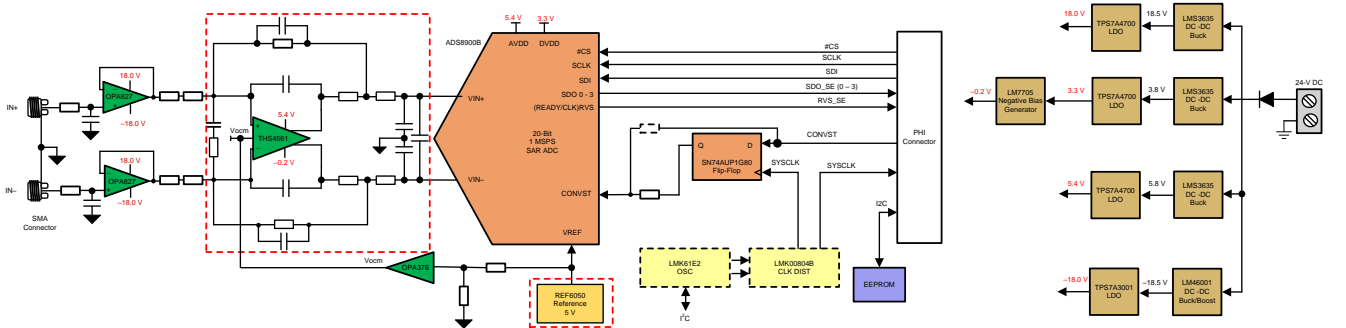 IN+
IN–
SMA
Connector
18.0 V
OPA827
–18.0 V
18.0 V
OPA827
–18.0 V
Vocm
5.4 V
THS4561
–0.2 V
Vocm
OPA376
5.4 V
3.3 V
ADS8900B
AVDD
DVDD
#CS
SCLK
SDI
SDO 0 - 3
(READY/CLK)RVS
VIN+
VIN–
20-Bit
1 MSPS
SAR ADC
CONVST
VREF
REF6050
Reference
5 V
#CS
SCLK
SDI
SDO_SE (0 – 3)
RVS_SE
CONVST
Q
D
SN74AUP1G80
Flip-Flop
SYSCLK
SYSCLK
PHI
Connector
I2C
EEPROM
LMK61E2
OSC
LMK00804B
CLK DIST
I2C
18.0 V
TPS7A4700
LDO
18.5 V
LMS3635
DC -DC
Buck
–0.2 V
LM7705
Negative Bias
Generator
3.3 V
TPS7A4700
LDO
3.8 V
LMS3635
DC -DC
Buck
24-V DC
5.4 V
TPS7A4700
LDO
5.8 V
LMS3635
DC -DC
Buck
–18.0 V
TPS7A3001
LDO
–18.5 V
LM46001
DC -DC
Buck/Boost